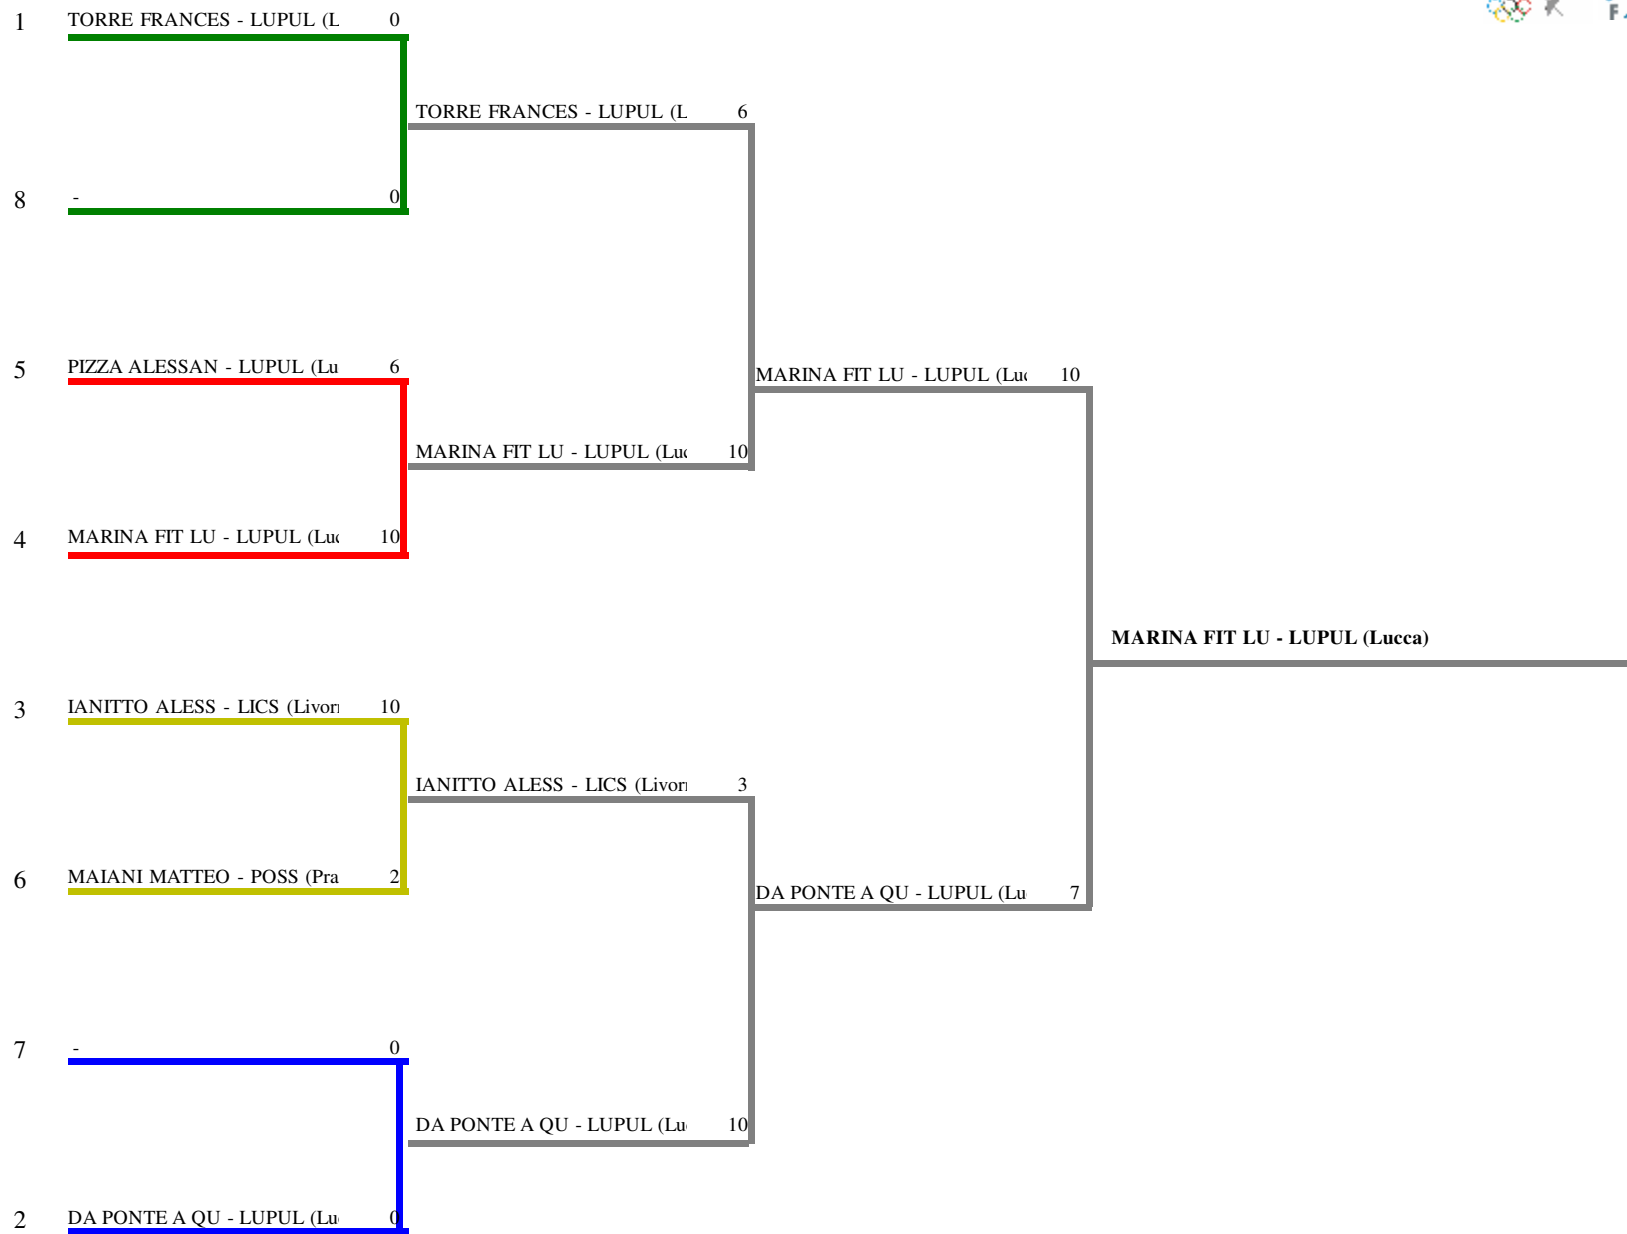 1 TORRE FRANCES - LUPUL (L 0
TORRE FRANCES - LUPUL (L 6
8 - 0
5 PIZZA ALESSAN - LUPUL (Lu 6
MARINA FIT LU - LUPUL (Luc 10
MARINA FIT LU - LUPUL (Luc 10
4 MARINA FIT LU - LUPUL (Luc 10
MARINA FIT LU - LUPUL (Lucca)
3 IANITTO ALESS - LICS (Livor 10
IANITTO ALESS - LICS (Livor 3
6 MAIANI MATTEO - POSS (Pra 2
DA PONTE A QU - LUPUL (Lu 7
7 - 0
DA PONTE A QU - LUPUL (Lu 10
2 DA PONTE A QU - LUPUL (Lu 0